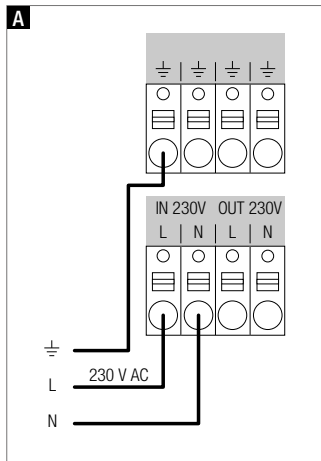 A
⏚ | ⏚ | ⏚ | ⏚
IN 230V OUT 230V
L | N | L | N
⏚
L 230 V AC
N